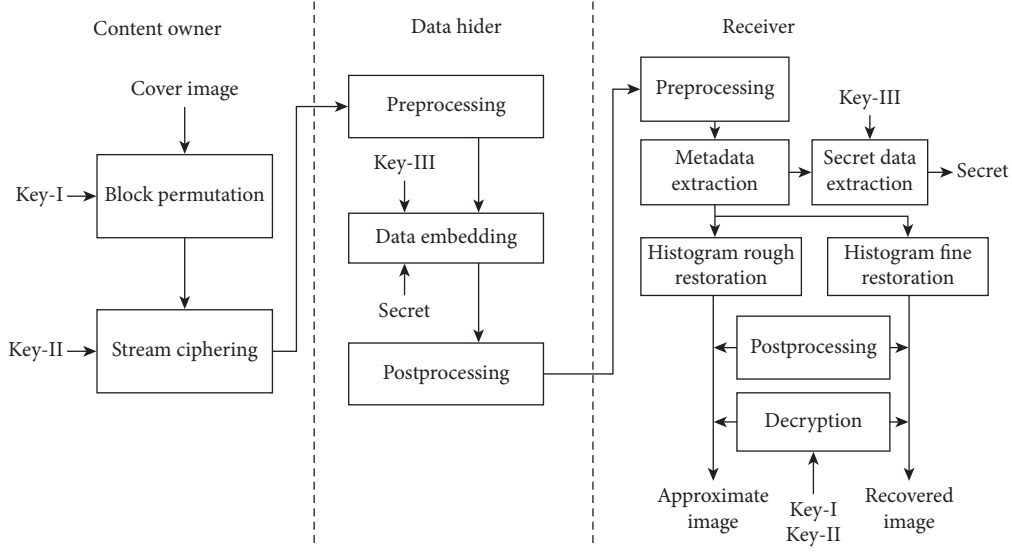 Content owner
Cover image
Key-I
Block permutation
Key-II
Stream ciphering
Data hider
Preprocessing
Key-III
Data embedding
Secret
Postprocessing
Receiver
Preprocessing
Key-III
Metadada
extraction
Secret data
extraction
Secret
Histogram rough
restoration
Histogram fine
restoration
Postprocessing
Decryption
Approximate
image
Key-I
Key-II
Recovered
image